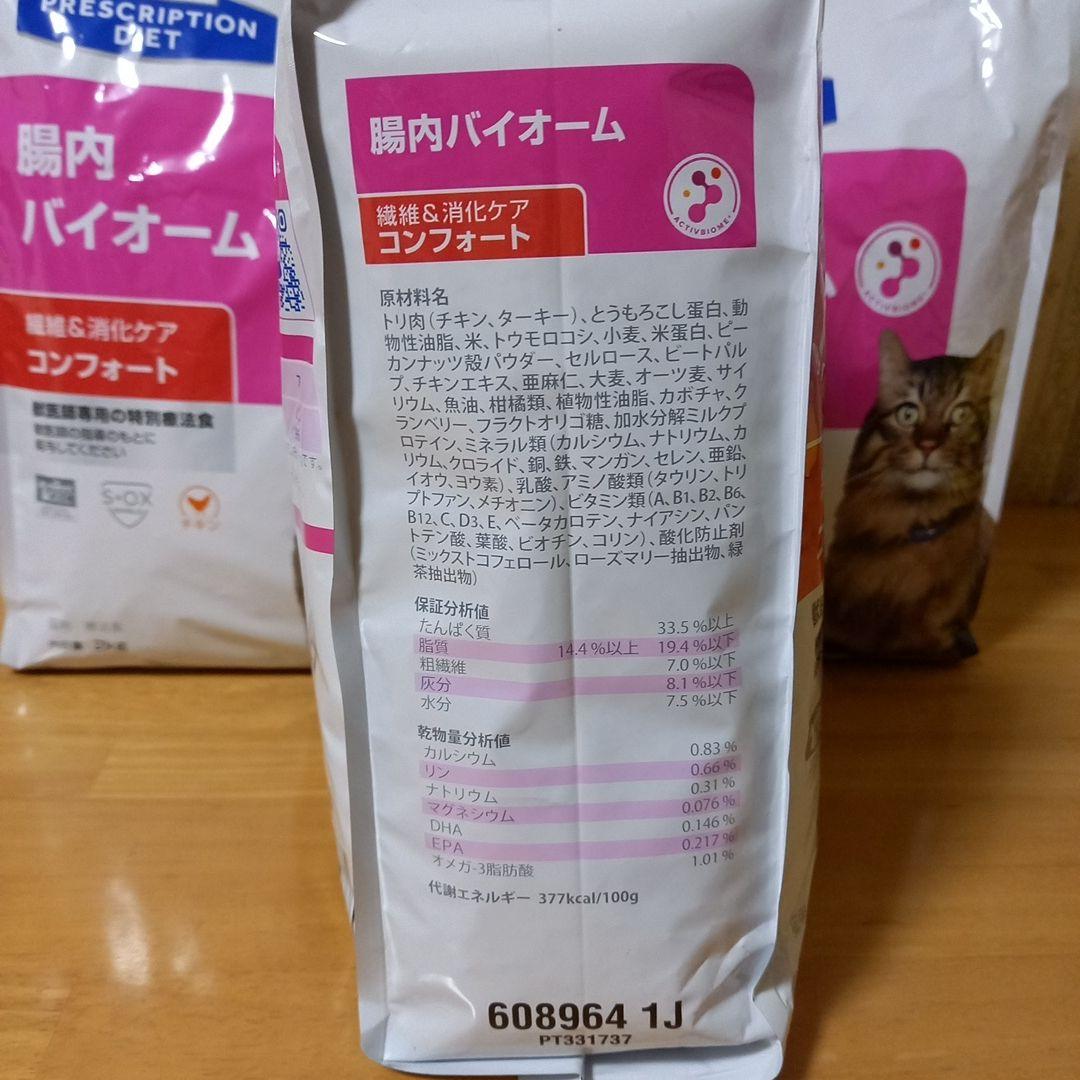 PRESCRIPTION
DIET
腸内
バイオーム
繊維&消化ケア
コンフォート
獣医師専用の特別療法食
獣医師の指導のもとに
S+OX
チキン
腸内バイオーム
繊維&消化ケア
コンフォート
ACTIVBIOME+
原材料名
トリ肉(チキン、ターキー)、とうもろこし蛋白、動
物性油脂、米、トウモロコシ、小麦、米蛋白、ピー
カンナッツ殻パウダー、セルロース、ビートパル
プ、チキンエキス、亜麻仁、大麦、オーツ麦、サイ
リウム、魚油、柑橘類、植物性油脂、カボチャ、ク
ランベリー、フラクトオリゴ糖、加水分解ミルクプ
ロテイン、ミネラル類(カルシウム、ナトリウム、カ
リウム、クロライド、銅、鉄、マンガン、セレン、亜鉛、
イオウ、ヨウ素)、乳酸、アミノ酸類(タウリン、トリ
プトファン、メチオニン)、ビタミン類(A、B1、B2、B6、
B12、C、D3、E、ベータカロテン、ナイアシン、パン
トテン酸、葉酸、ビオチン、コリン)、酸化防止剤
(ミックストコフェロール、ローズマリー抽出物、緑
茶抽出物)
保証分析値
たんぱく質 33.5%以上
脂質 14.4%以上 19.4%以下
粗繊維 7.0%以下
灰分 8.1%以下
水分 7.5%以下
乾物量分析値
カルシウム 0.83%
リン 0.66%
ナトリウム 0.31%
マグネシウム 0.076%
DHA 0.146%
EPA 0.217%
オメガ-3脂肪酸 1.01%
代謝エネルギー 377kcal/100g
608964 1J
PT331737
ACTIVBIOME+